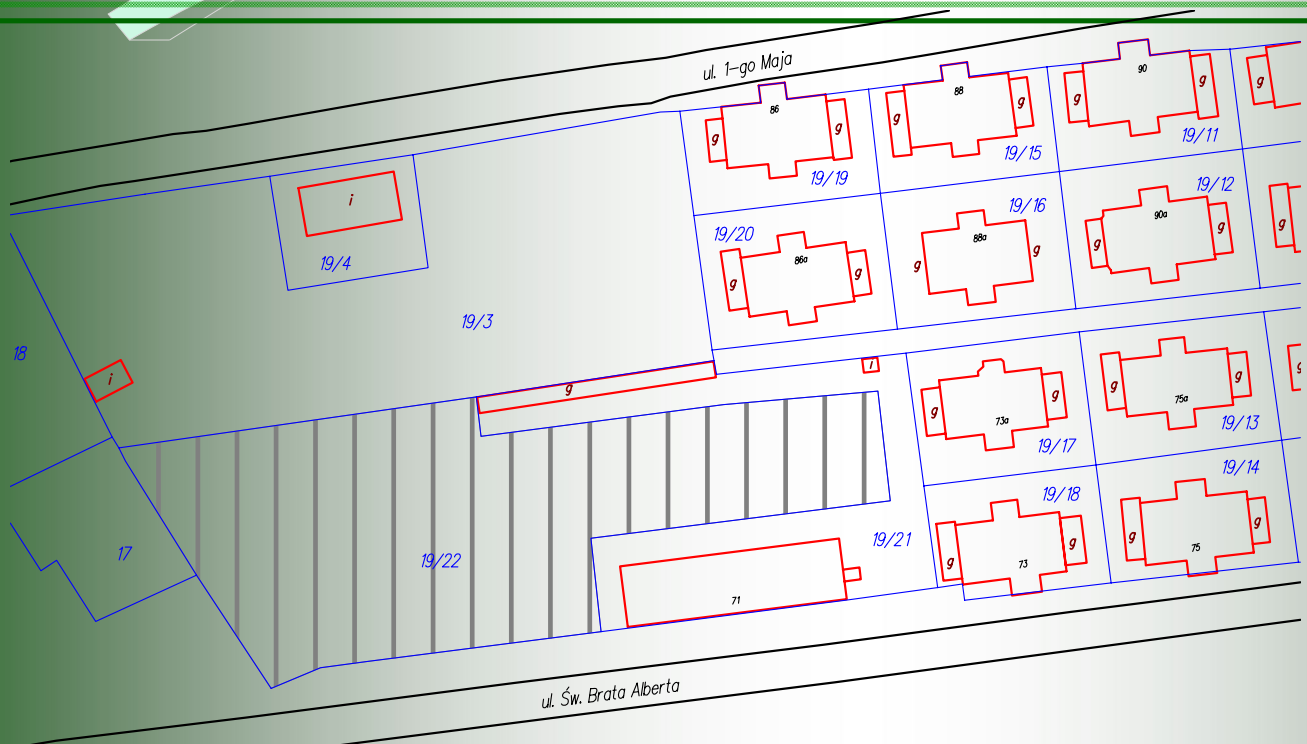 ul. 1-go Maja
90
g
g
g
88
g
g
g
86
g
g
19/11
19/15
19/19
19/12
i
19/16
90a
g
g
19/20
88a
g
g
g
86a
g
g
19/4
19/3
18
i
g
i
g
g
g
75a
g
g
73a
19/13
19/17
19/14
19/18
g
g
75
g
g
73
17
19/22
19/21
71
ul. Św. Brata Alberta